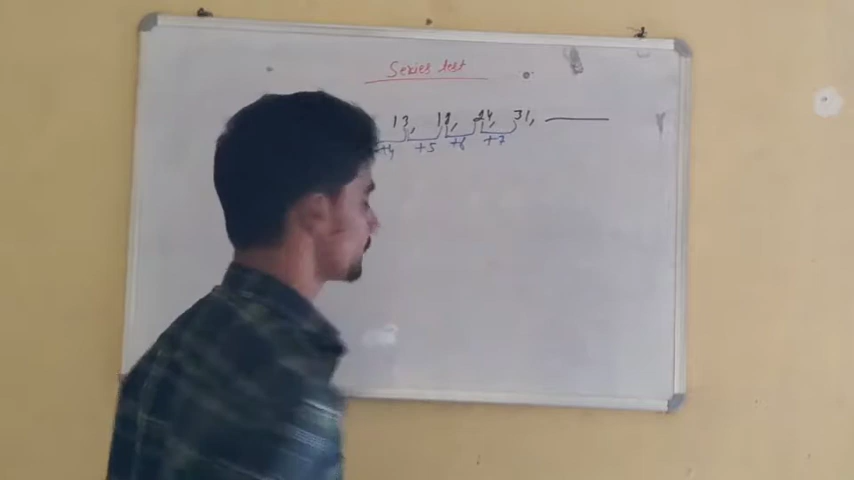 Series test
13, 18, 24, 31,
+4 +5 +6 +7